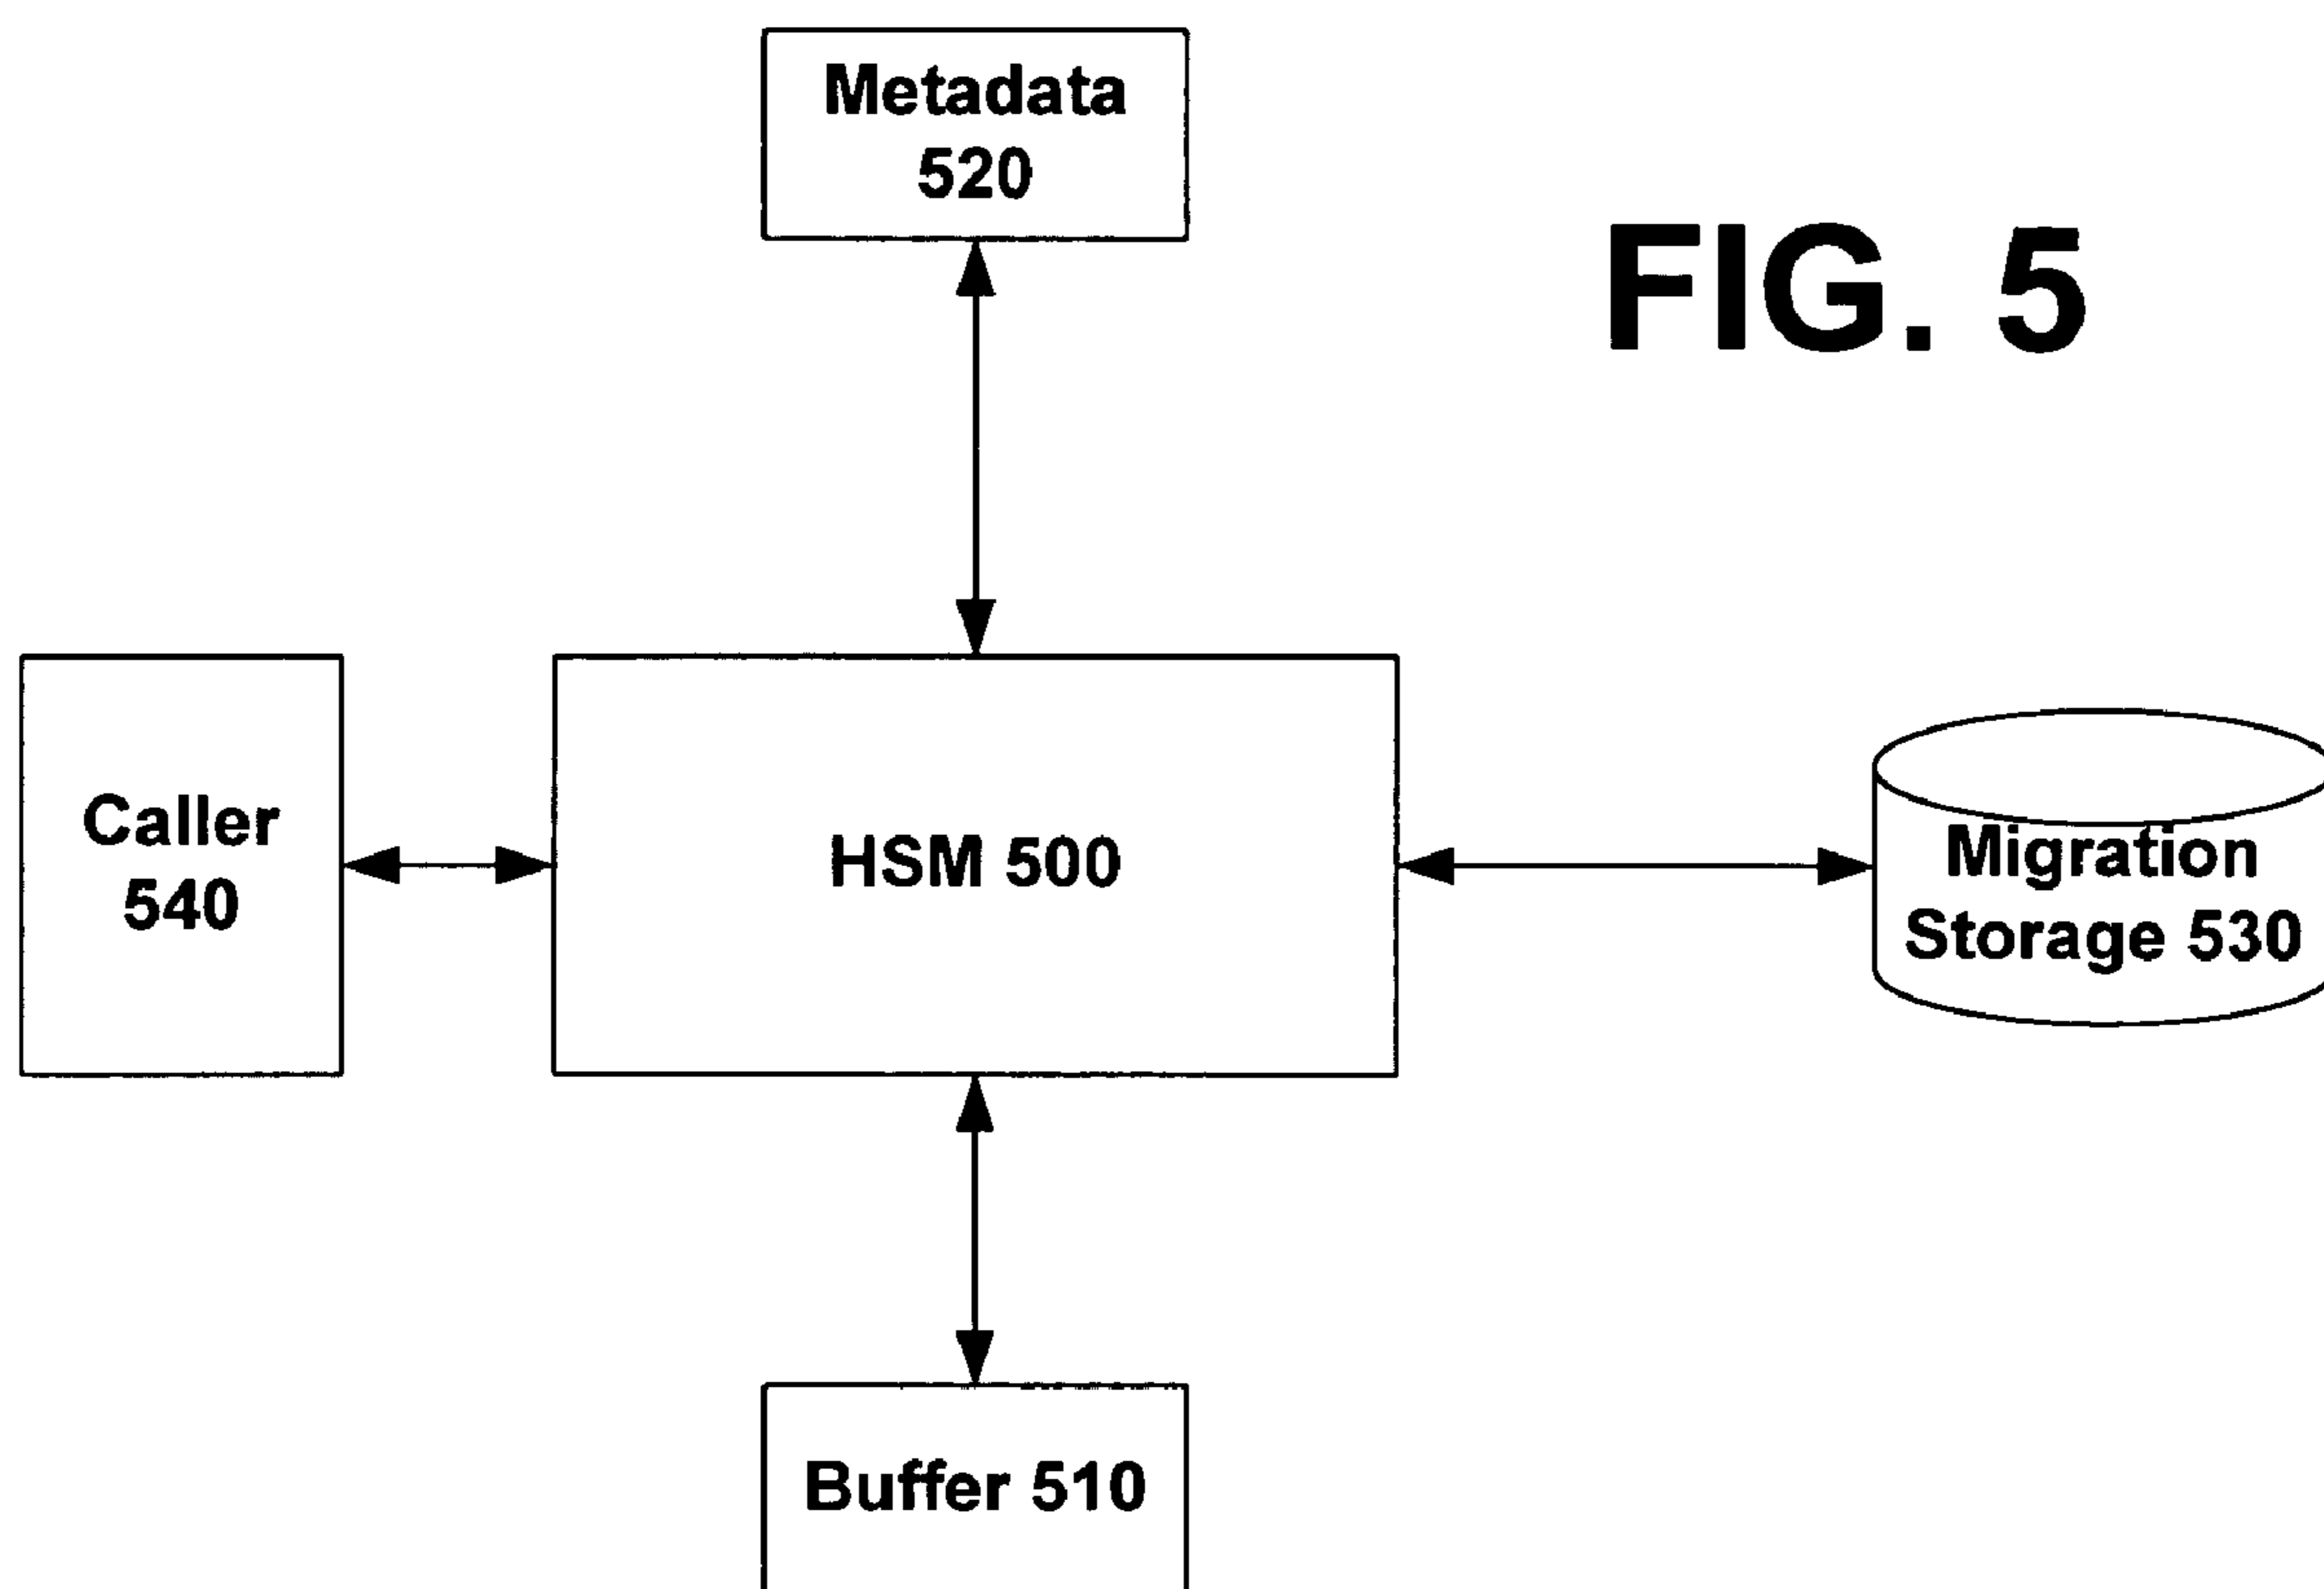 Metadata
520
FIG. 5
Caller
540
HSM 500
Migration
Storage 530
Buffer 510